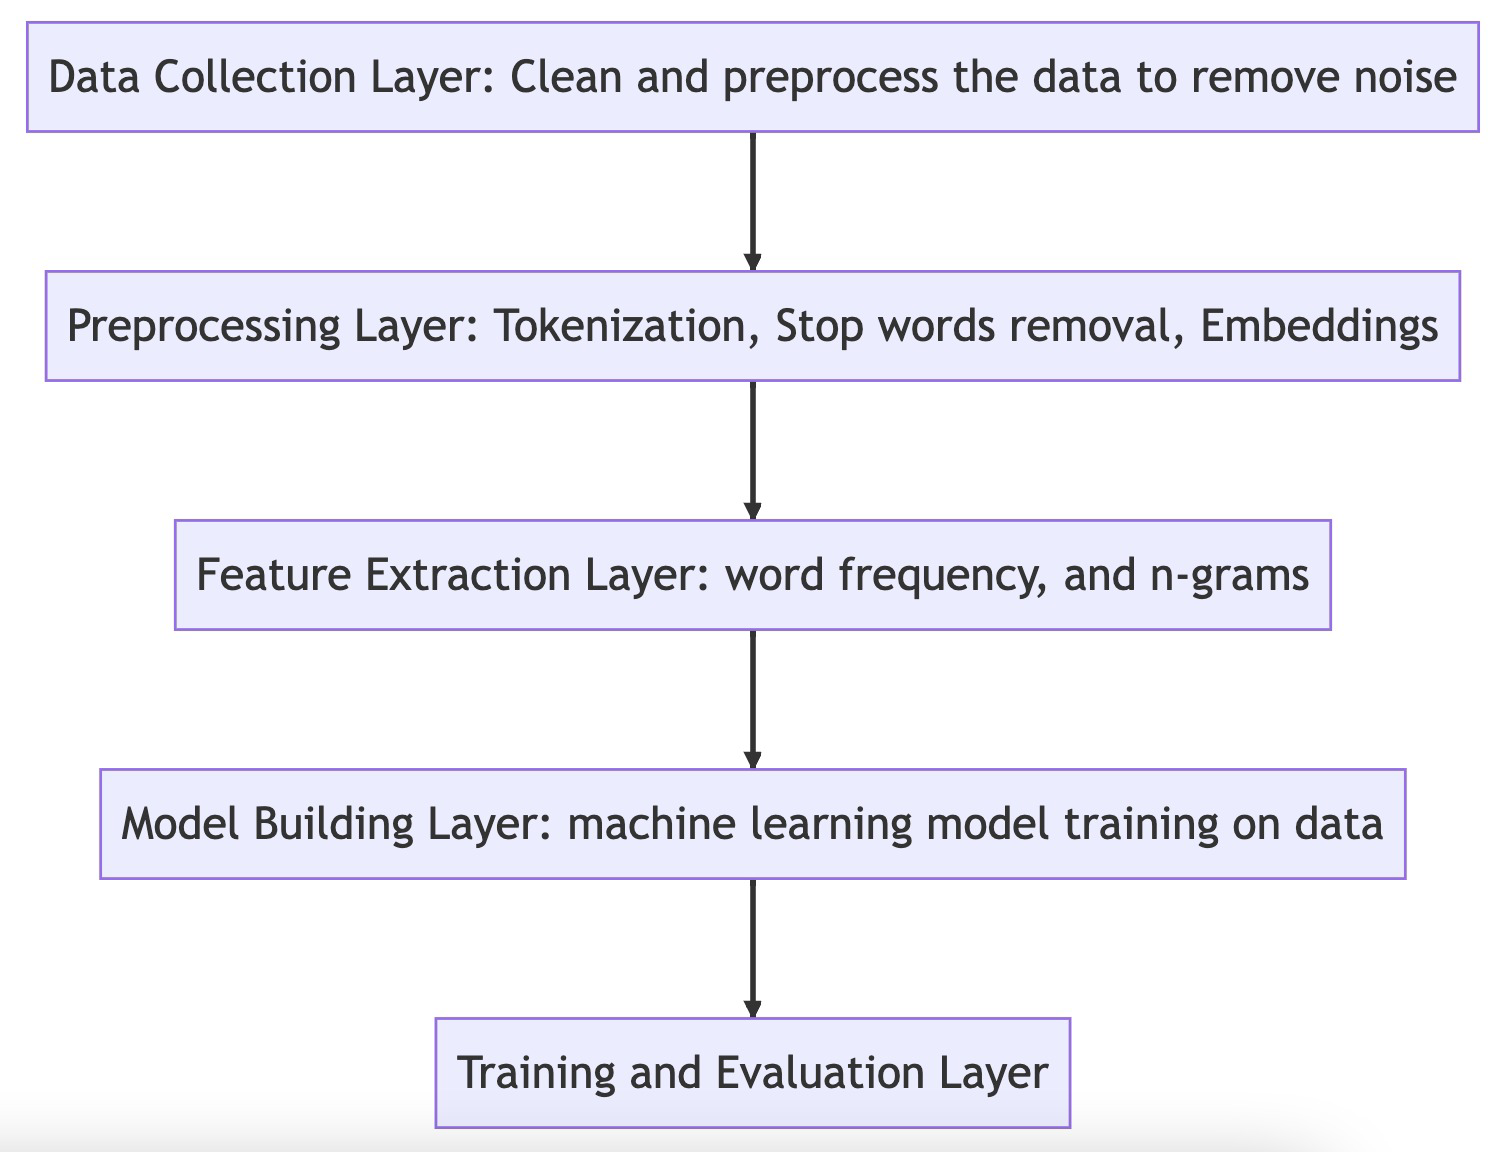 Data Collection Layer: Clean and preprocess the data to remove noise
Preprocessing Layer: Tokenization, Stop words removal, Embeddings
Feature Extraction Layer: word frequency, and n-grams
Model Building Layer: machine learning model training on data
Training and Evaluation Layer